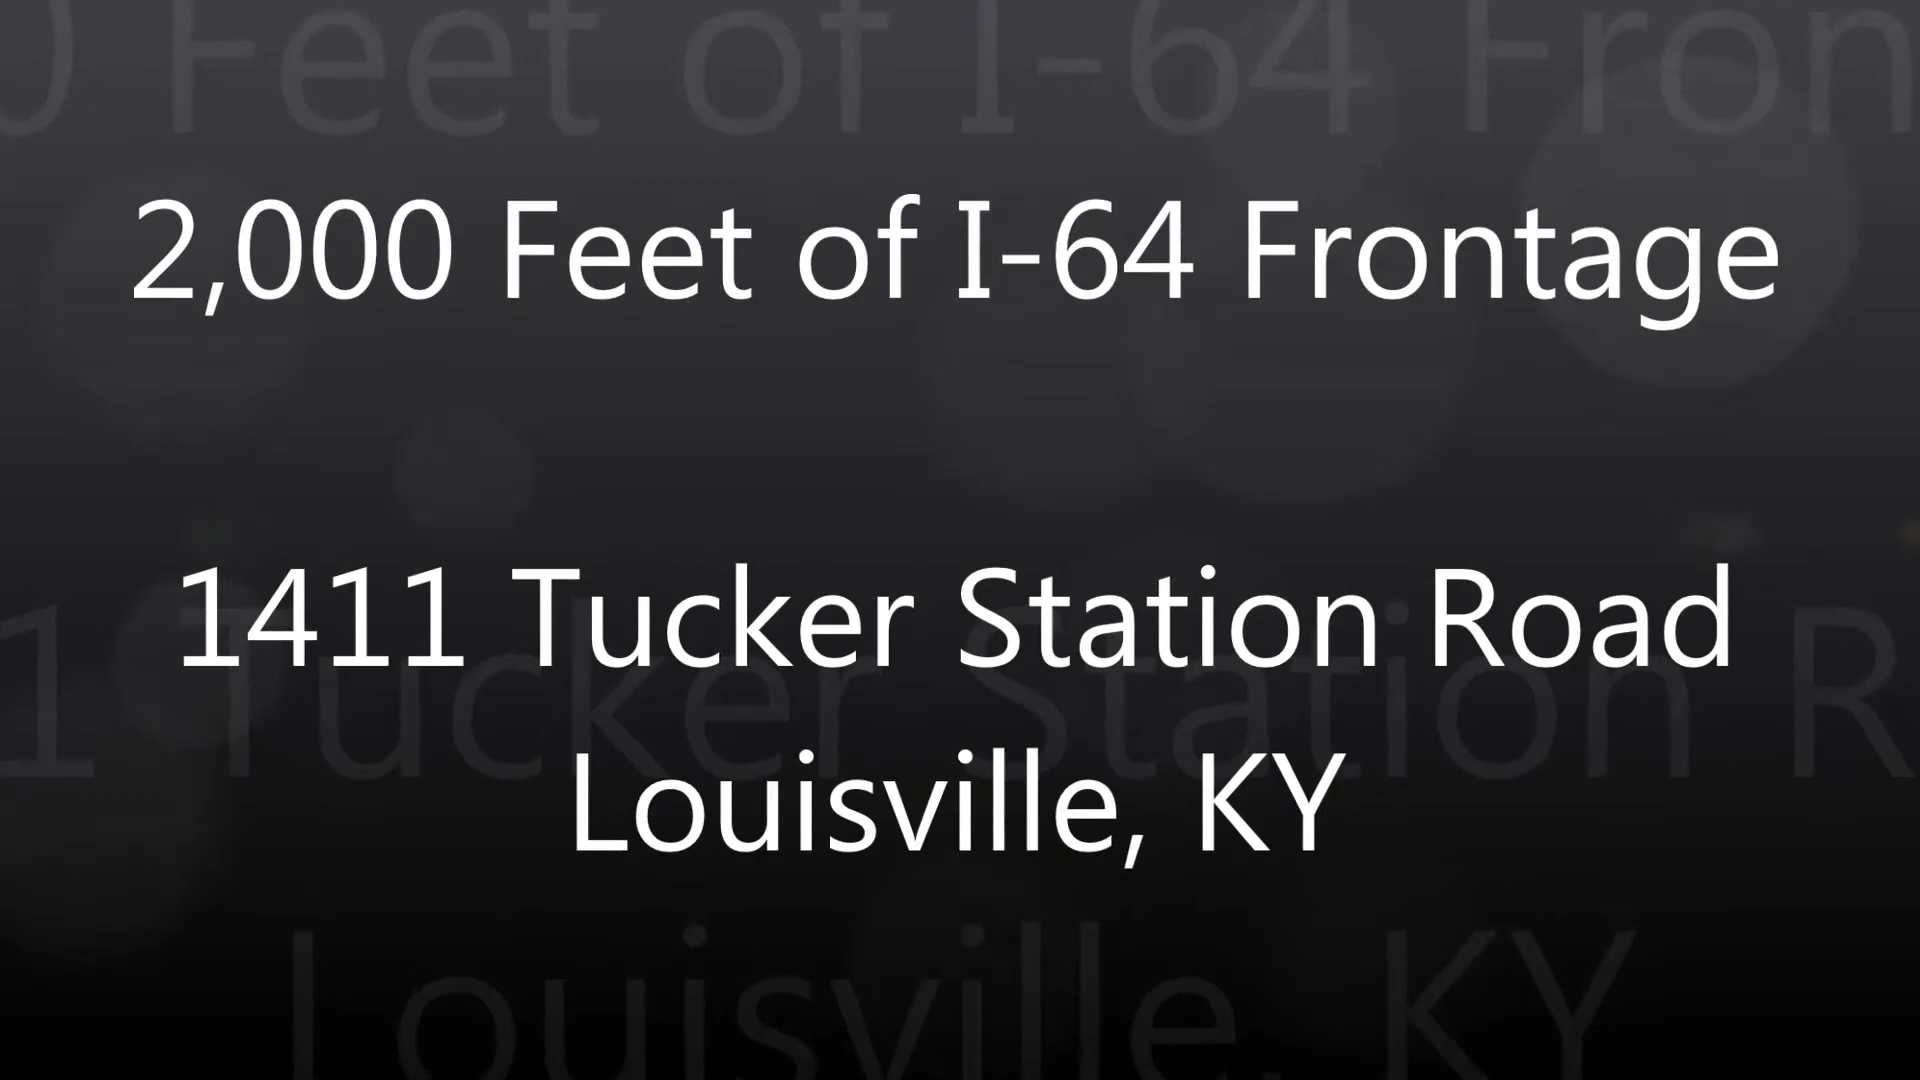 2,000 Feet of I-64 Frontage
1411 Tucker Station Road
Louisville, KY